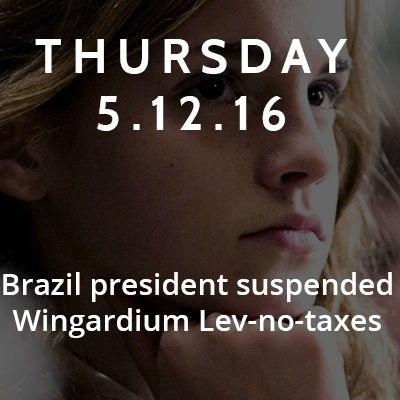 THURSDAY
5.12.16
Brazil president suspended
Wingardium Lev-no-taxes